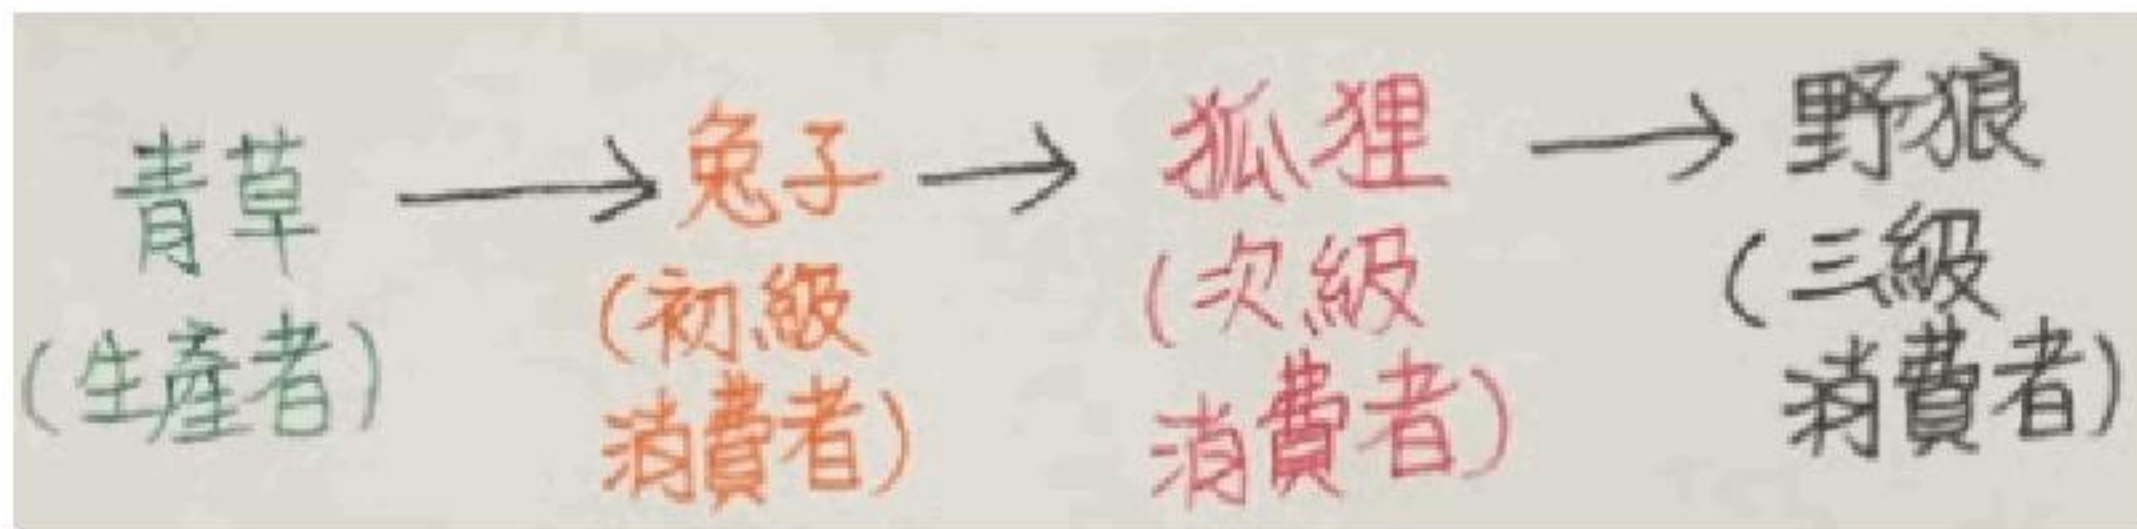 青草 → 兔子 → 狐狸 → 野狼
(生產者) (初級消費者) (次級消費者) (三級消費者)